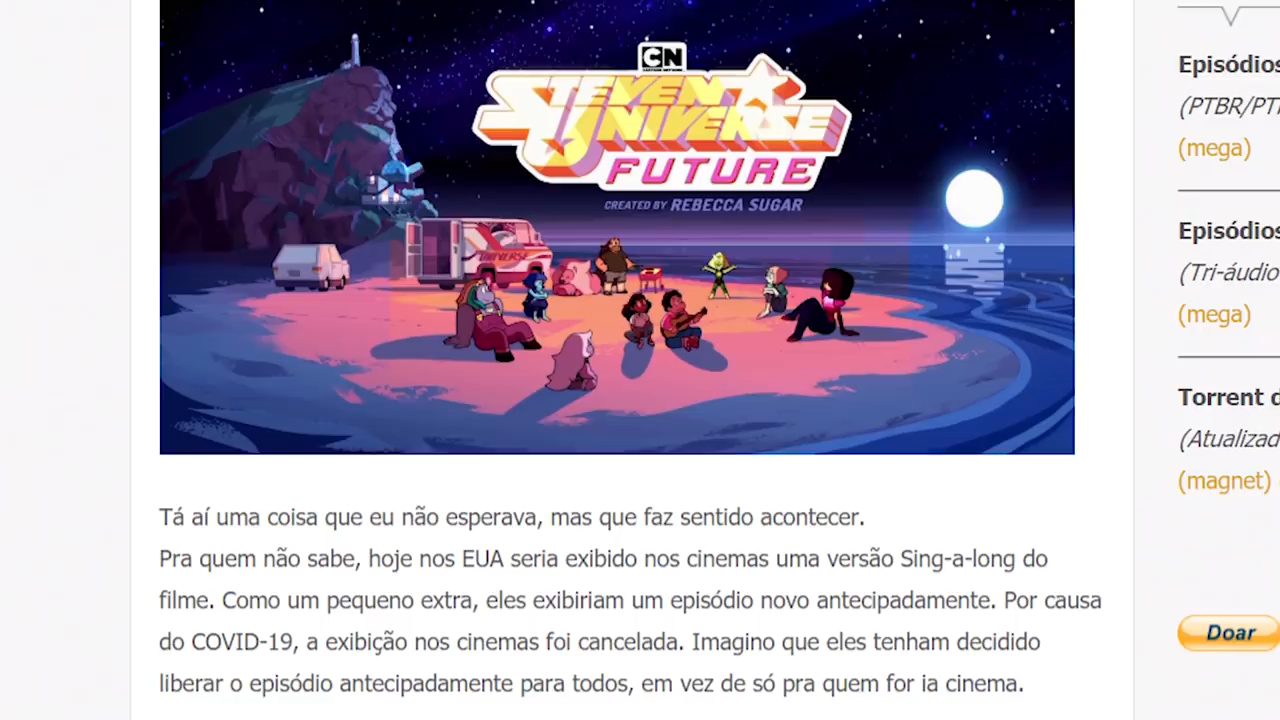 CN
CARTOON NETWORK
STEVEN
UNIVERSE
FUTURE
CREATED BY REBECCA SUGAR
UNIVERSE
Tá aí uma coisa que eu não esperava, mas que faz sentido acontecer.
Pra quem não sabe, hoje nos EUA seria exibido nos cinemas uma versão Sing-a-long do
filme. Como um pequeno extra, eles exibiriam um episódio novo antecipadamente. Por causa
do COVID-19, a exibição nos cinemas foi cancelada. Imagino que eles tenham decidido
liberar o episódio antecipadamente para todos, em vez de só pra quem for ia cinema.
Episódios
(PTBR/PT
(mega)
Episódios
(Tri-áudio
(mega)
Torrent d
(Atualizad
(magnet)
Doar